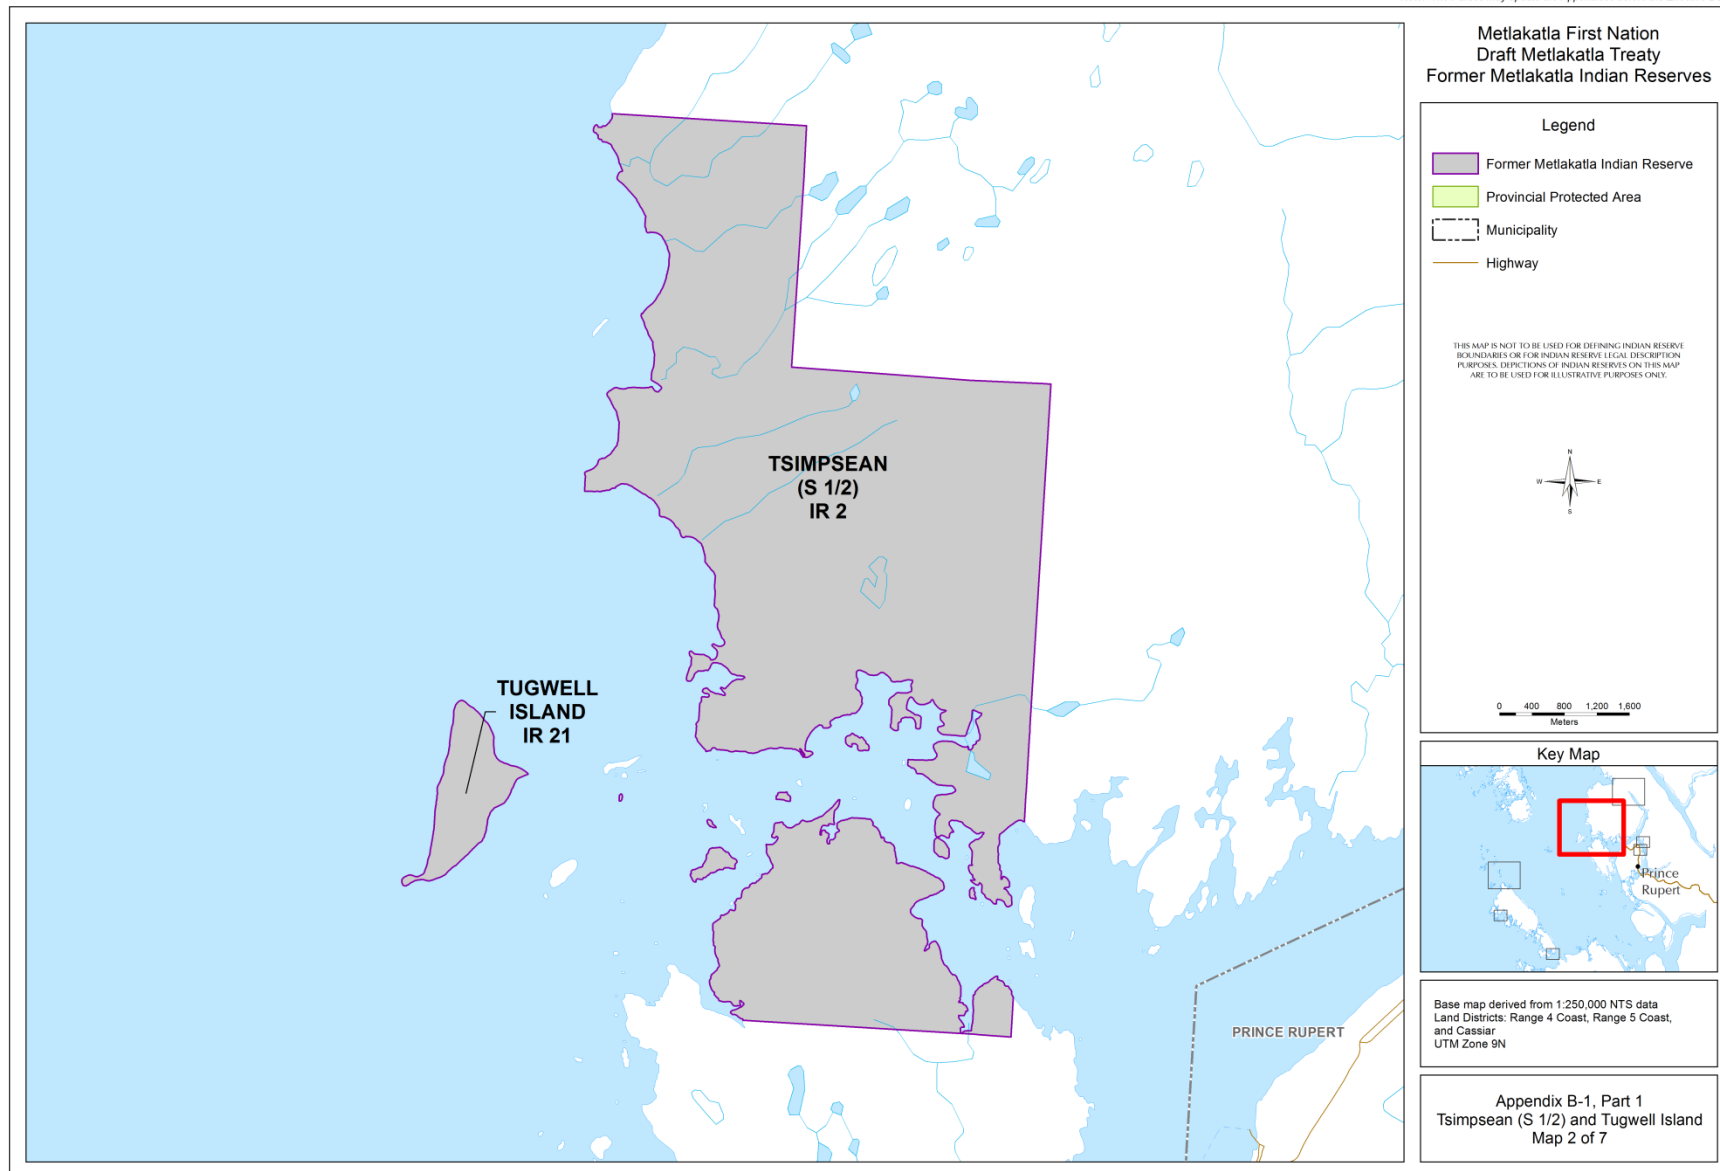 Metlakatla First Nation
Draft Metlakatla Treaty
Former Metlakatla Indian Reserves
Legend
Former Metlakatla Indian Reserve
Provincial Protected Area
Municipality
Highway
THIS MAP IS NOT TO BE USED FOR DEFINING INDIAN RESERVE
BOUNDARIES OR FOR INDIAN RESERVE LEGAL DESCRIPTION
PURPOSES. DEPICTIONS OF INDIAN RESERVES ON THIS MAP
ARE TO BE USED FOR ILLUSTRATIVE PURPOSES ONLY.
N
W
E
S
0 400 800 1,200 1,600
Meters
Key Map
Prince
Rupert
Base map derived from 1:250,000 NTS data
Land Districts: Range 4 Coast, Range 5 Coast,
and Cassiar
UTM Zone 9N
Appendix B-1, Part 1
Tsimpsean (S 1/2) and Tugwell Island
Map 2 of 7
TSIMPSEAN
(S 1/2)
IR 2
TUGWELL
ISLAND
IR 21
PRINCE RUPERT